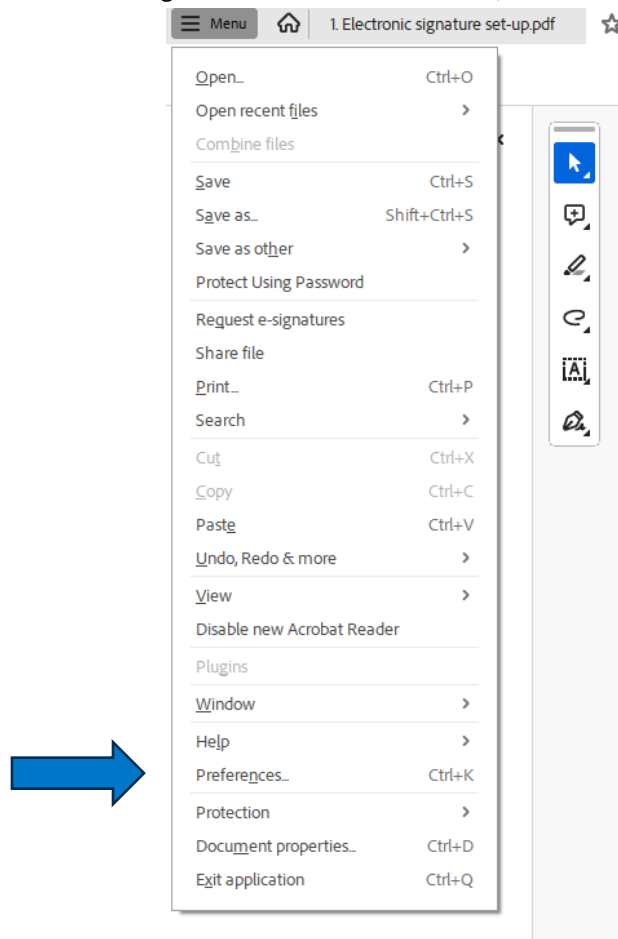 Menu 1. Electronic signature set-up.pdf
Open... Ctrl+O
Open recent files
Combine files
Save Ctrl+S
Save as... Shift+Ctrl+S
Save as other
Protect Using Password
Request e-signatures
Share file
Print... Ctrl+P
Search
Cut Ctrl+X
Copy Ctrl+C
Paste Ctrl+V
Undo, Redo & more
View
Disable new Acrobat Reader
Plugins
Window
Help
Preferences... Ctrl+K
Protection
Document properties... Ctrl+D
Exit application Ctrl+Q